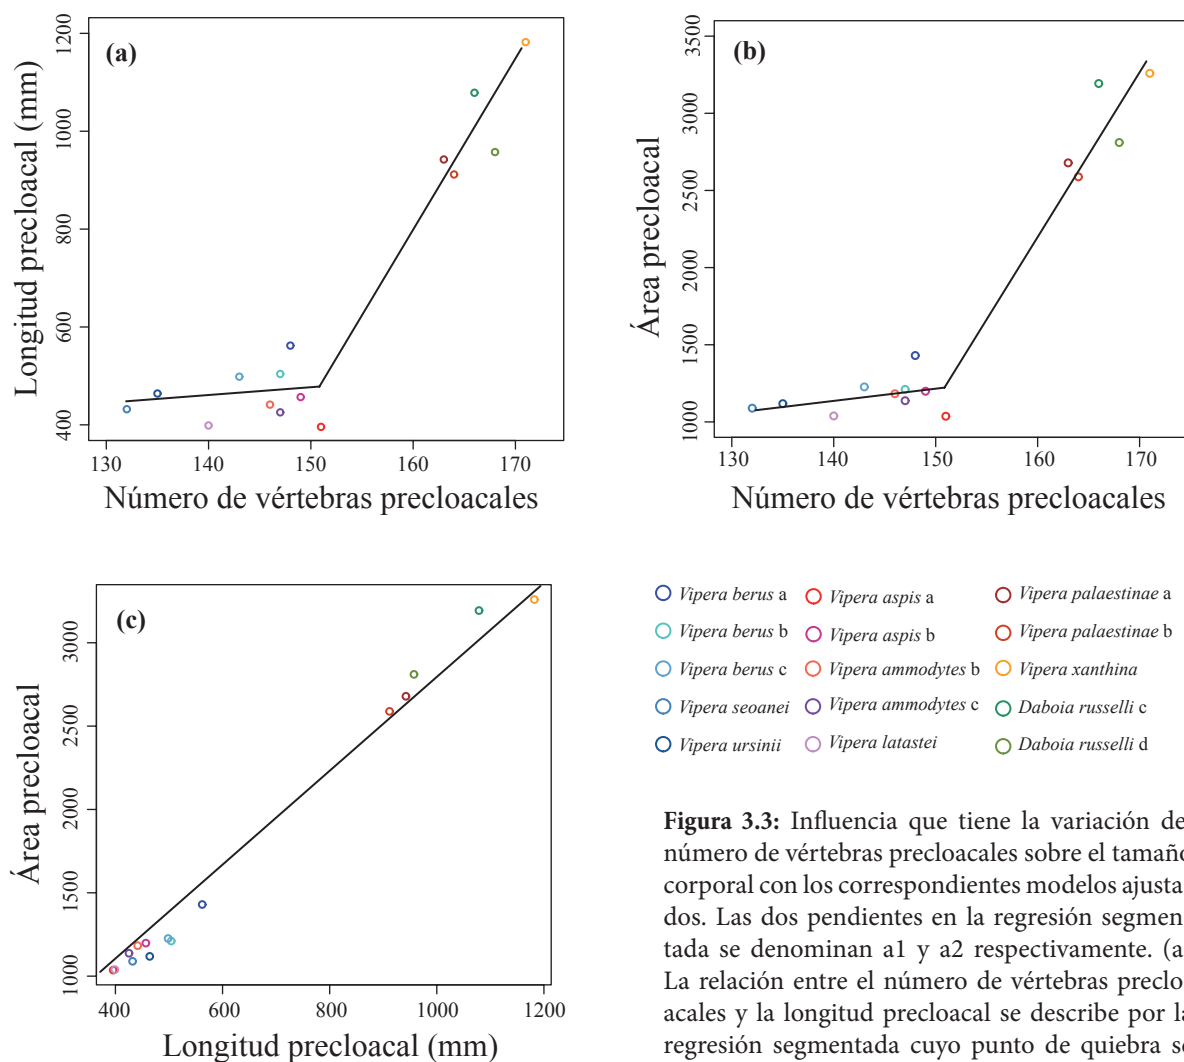 (a)
Longitud precloacal (mm)
400 600 800 1000 1200
130 140 150 160 170
Número de vértebras precloacales
(b)
Área precloacal
1000 1500 2000 2500 3000 3500
130 140 150 160 170
Número de vértebras precloacales
(c)
Área precloacal
1000 1500 2000 2500 3000
400 600 800 1000 1200
Longitud precloacal (mm)
Vipera berus a
Vipera berus b
Vipera berus c
Vipera seoanei
Vipera ursinii
Vipera aspis a
Vipera aspis b
Vipera ammodytes b
Vipera ammodytes c
Vipera latastei
Vipera palaestinae a
Vipera palaestinae b
Vipera xanthina
Daboia russelli c
Daboia russelli d
Figura 3.3: Influencia que tiene la variación de
número de vértebras precloacales sobre el tamaño
corporal con los correspondientes modelos ajusta
dos. Las dos pendientes en la regresión segmen
tada se denominan a1 y a2 respectivamente. (a
La relación entre el número de vértebras preclo
acales y la longitud precloacal se describe por la
regresión segmentada cuyo punto de quiebra se